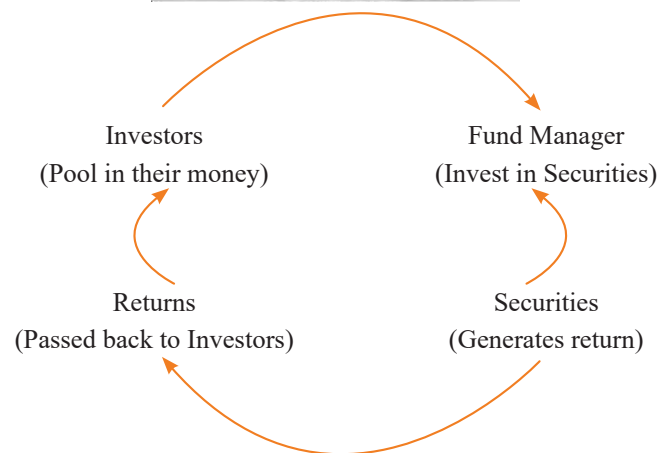 Investors
(Pool in their money)
Fund Manager
(Invest in Securities)
Returns
(Passed back to Investors)
Securities
(Generates return)